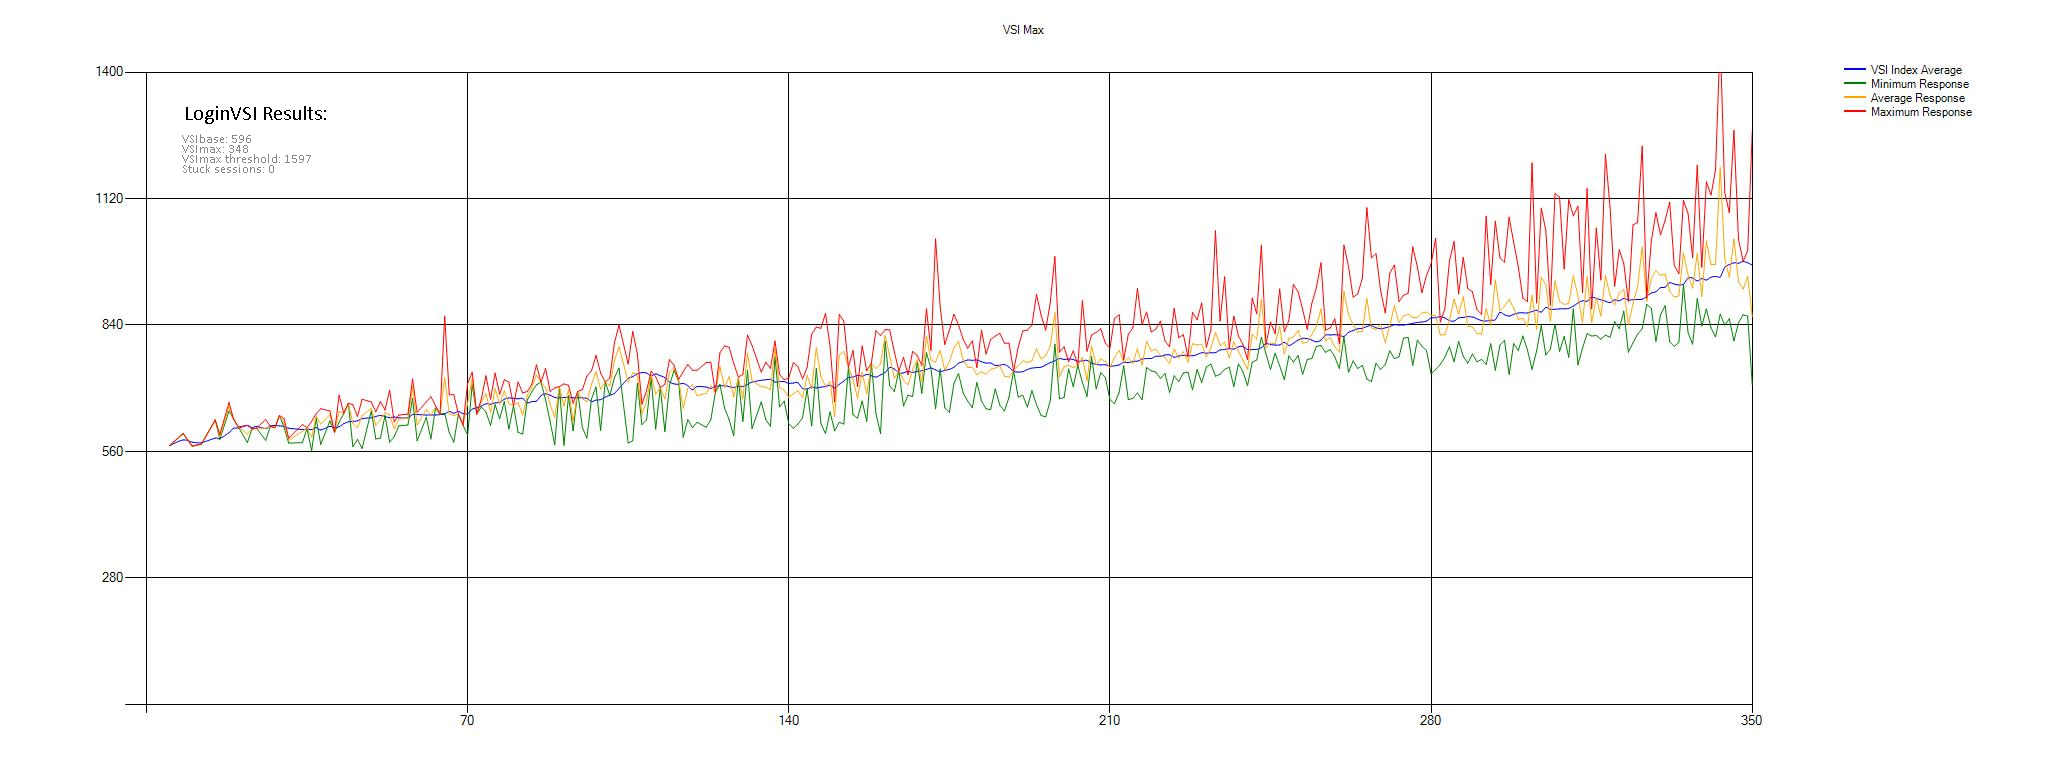 VSI Max
1400
1120
840
560
280
70
140
210
280
350
LoginVSI Results:
VSIbase: 596
VSImax: 348
VSImax threshold: 1597
Stuck sessions: 0
VSI Index Average
Minimum Response
Average Response
Maximum Response